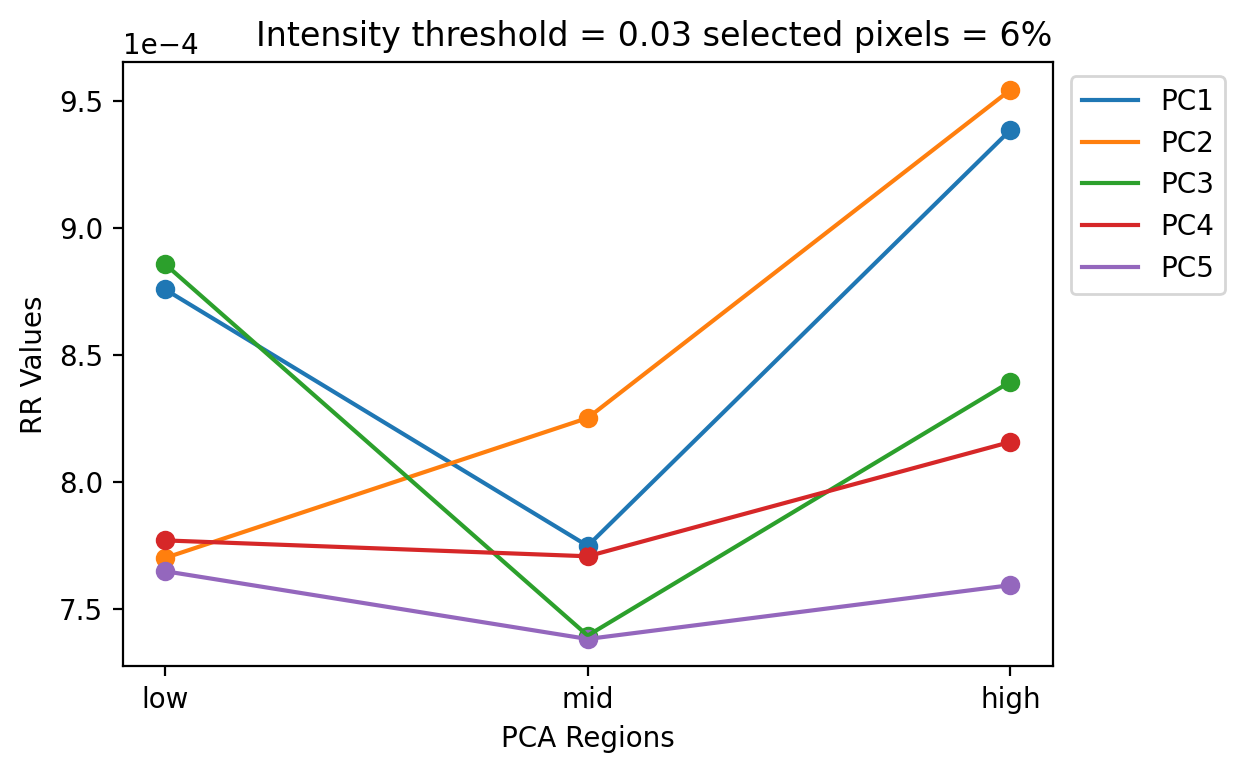 Intensity threshold = 0.03 selected pixels = 6%
1e−4
9.5
9.0
8.5
8.0
7.5
RR Values
low
mid
high
PCA Regions
PC1
PC2
PC3
PC4
PC5